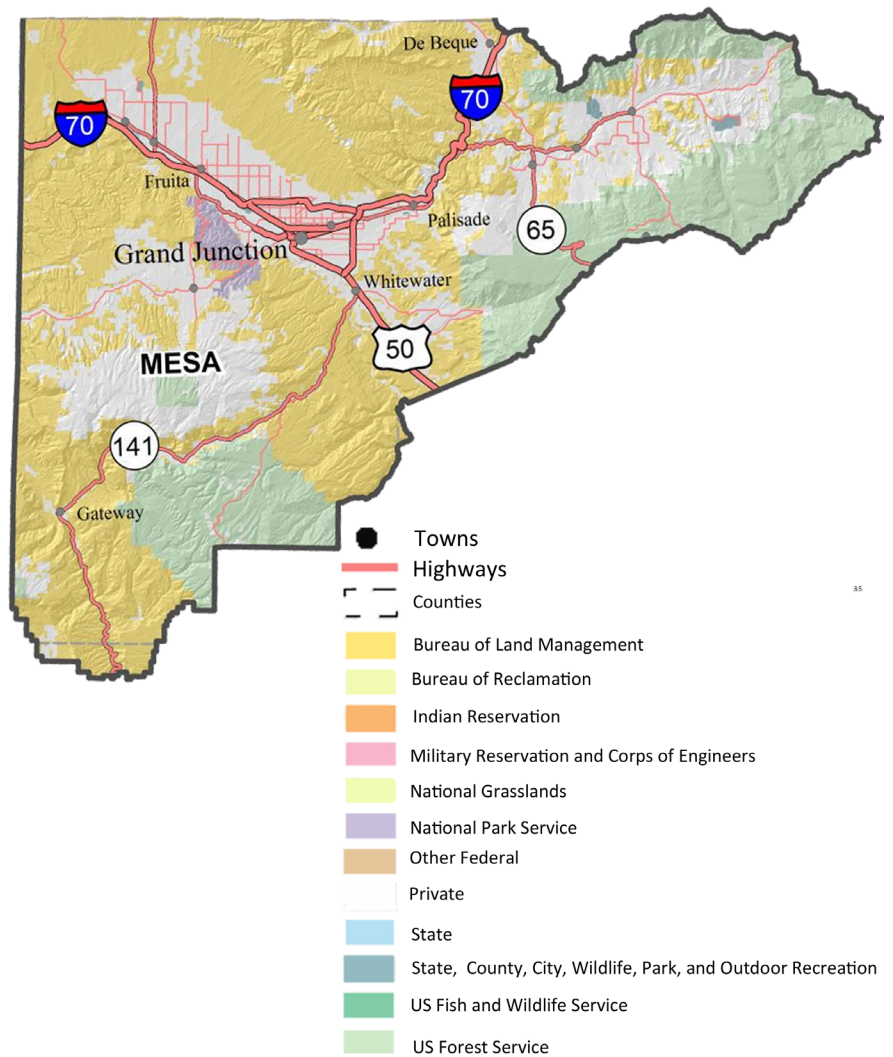 De Beque
70
70
Fruita
Palisade
65
Grand Junction
Whitewater
50
MESA
141
Gateway
Towns
Highways
85
Counties
Bureau of Land Management
Bureau of Reclamation
Indian Reservation
Military Reservation and Corps of Engineers
National Grasslands
National Park Service
Other Federal
Private
State
State, County, City, Wildlife, Park, and Outdoor Recreation
US Fish and Wildlife Service
US Forest Service